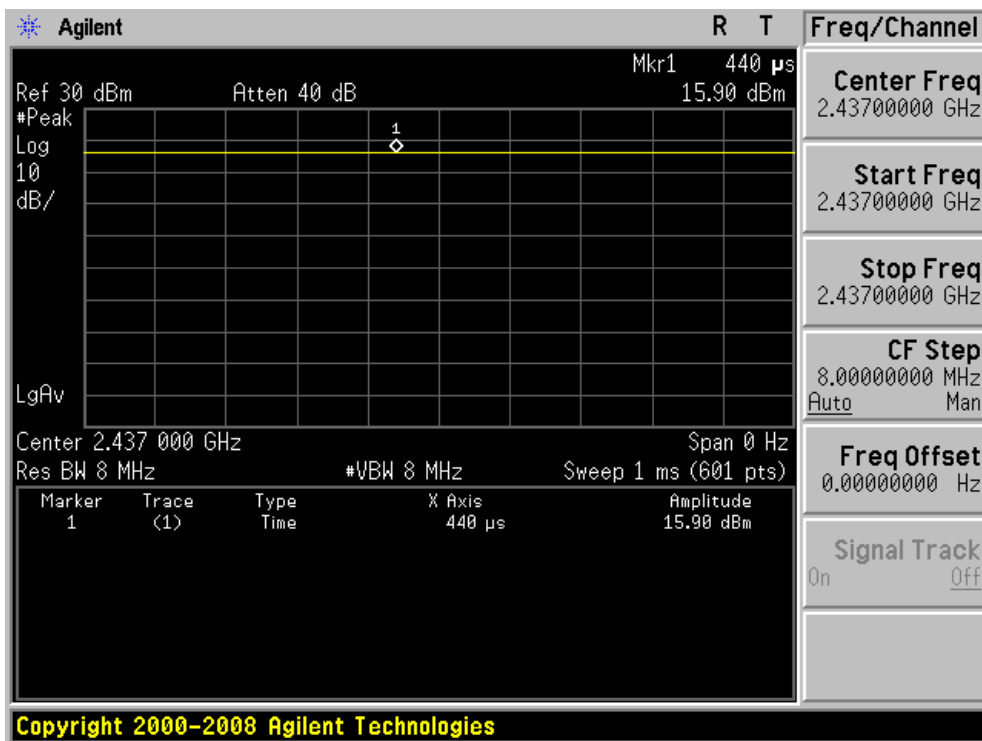 Agilent R T
Mkr1 440 µs
Ref 30 dBm Atten 40 dB 15.90 dBm
#Peak
Log
10
dB/
1
LgAv
Center 2.437 000 GHz Span 0 Hz
Res BW 8 MHz #VBW 8 MHz Sweep 1 ms (601 pts)
Marker Trace Type X Axis Amplitude
1 (1) Time 440 µs 15.90 dBm
Freq/Channel
Center Freq
2.43700000 GHz
Start Freq
2.43700000 GHz
Stop Freq
2.43700000 GHz
CF Step
8.00000000 MHz
Auto Man
Freq Offset
0.00000000 Hz
Signal Track
On Off
Copyright 2000-2008 Agilent Technologies